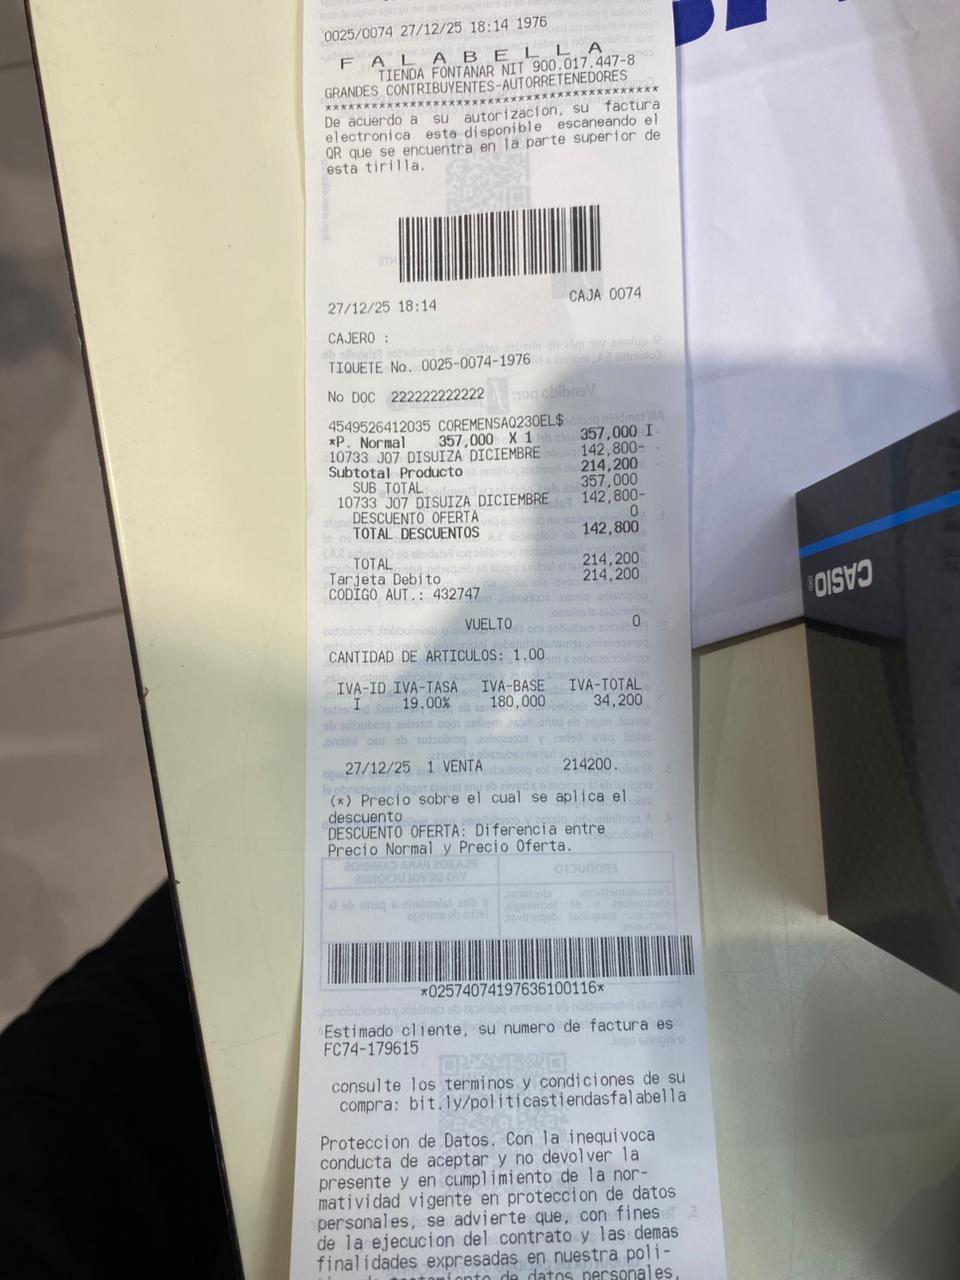 0025/0074 27/12/25 18:14 1976
F A L A B E L L A
TIENDA FONTANAR NIT 900.017.447-8
GRANDES CONTRIBUYENTES-AUTORRETENEDORES
******************************************
De acuerdo a su autorizacion, su factura
electronica esta disponible escaneando el
QR que se encuentra en la parte superior de
esta tirilla.
27/12/25 18:14 CAJA 0074
CAJERO :
TIQUETE No. 0025-0074-1976
No DOC 222222222222
4549526412035 COREMENSAQ230EL$
*P. Normal 357,000 X 1 357,000 I
10733 J07 DISUIZA DICIEMBRE 142,800-
Subtotal Producto 214,200
SUB TOTAL 357,000
10733 J07 DISUIZA DICIEMBRE 142,800-
DESCUENTO OFERTA 0
TOTAL DESCUENTOS 142,800
TOTAL 214,200
Tarjeta Debito 214,200
CODIGO AUT.: 432747
VUELTO 0
CANTIDAD DE ARTICULOS: 1.00
IVA-ID IVA-TASA IVA-BASE IVA-TOTAL
I 19.00% 180,000 34,200
27/12/25 1 VENTA 214200.
(*) Precio sobre el cual se aplica el
descuento
DESCUENTO OFERTA: Diferencia entre
Precio Normal y Precio Oferta.
*02574074197636100116*
Estimado cliente, su numero de factura es
FC74-179615
consulte los terminos y condiciones de su
compra: bit.ly/politicastiendasfalabella
Proteccion de Datos. Con la inequivoca
conducta de aceptar y no devolver la
presente y en cumplimiento de la nor-
matividad vigente en proteccion de datos
personales, se advierte que, con fines
de la ejecucion del contrato y las demas
finalidades expresadas en nuestra poli-
de datos personales,
CASIO®